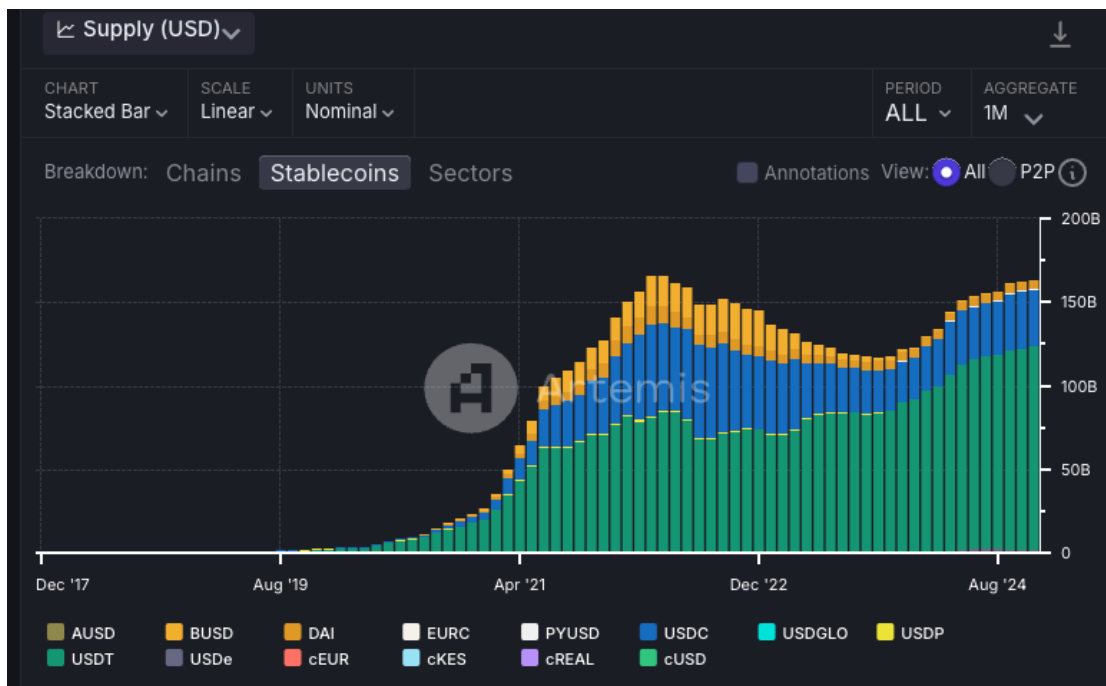 Supply (USD)
CHART SCALE UNITS PERIOD AGGREGATE
Stacked Bar Linear Nominal ALL 1M
Breakdown: Chains Stablecoins Sectors Annotations View: All P2P
200B
150B
Artemis
100B
50B
0
Dec '17 Aug '19 Apr '21 Dec '22 Aug '24
AUSD BUSD DAI EURC PYUSD USDC USDGLO USDP
USDT USDe cEUR cKES cREAL cUSD